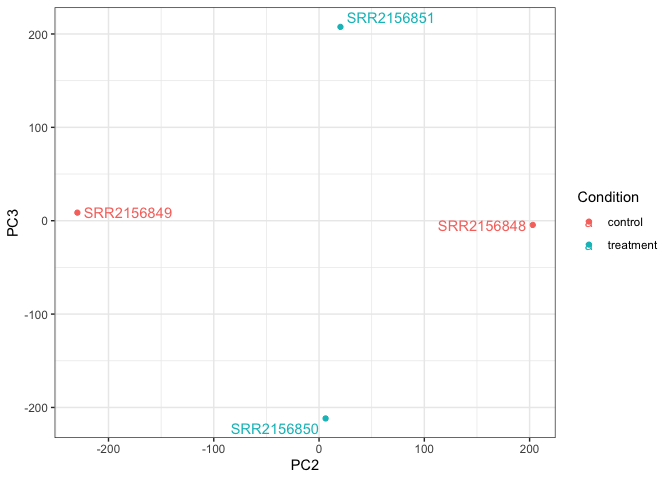 SRR2156851
200
100
SRR2156849
0
SRR2156848
-100
-200
SRR2156850
-200
-100
0
100
200
PC2
PC3
Condition
control
treatment